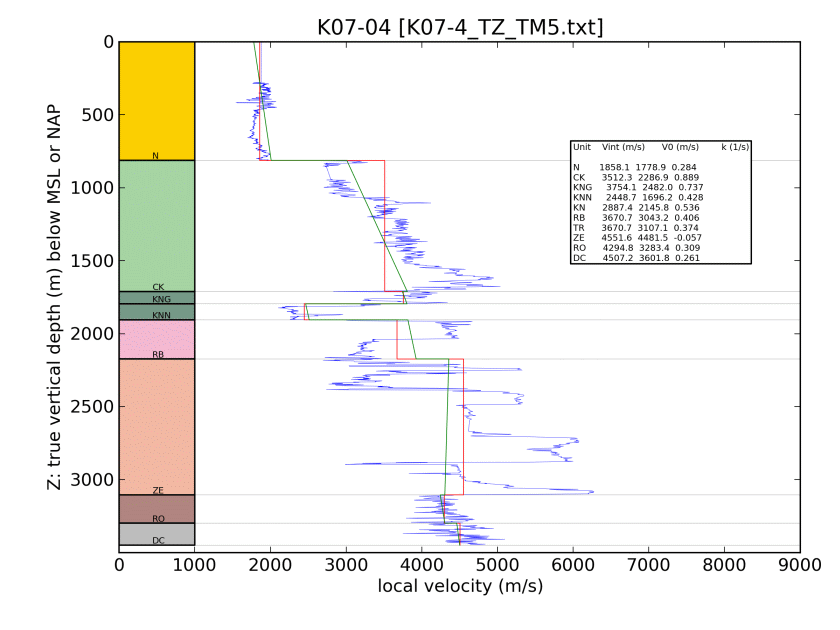 K07-04 [K07-4_TZ_TM5.txt]
Z: true vertical depth (m) below MSL or NAP
0
500
1000
1500
2000
2500
3000
N
CK
KNG
KNN
RB
ZE
RO
DC
Unit Vint (m/s) V0 (m/s) k (1/s)
N 1858.1 1778.9 0.284
CK 3512.3 2286.9 0.889
KNG 3754.1 2482.0 0.737
KNN 2448.7 1696.2 0.428
KN 2887.4 2145.8 0.536
RB 3670.7 3043.2 0.406
TR 3670.7 3107.1 0.374
ZE 4551.6 4481.5 -0.057
RO 4294.8 3283.4 0.309
DC 4507.2 3601.8 0.261
0 1000 2000 3000 4000 5000 6000 7000 8000 9000
local velocity (m/s)